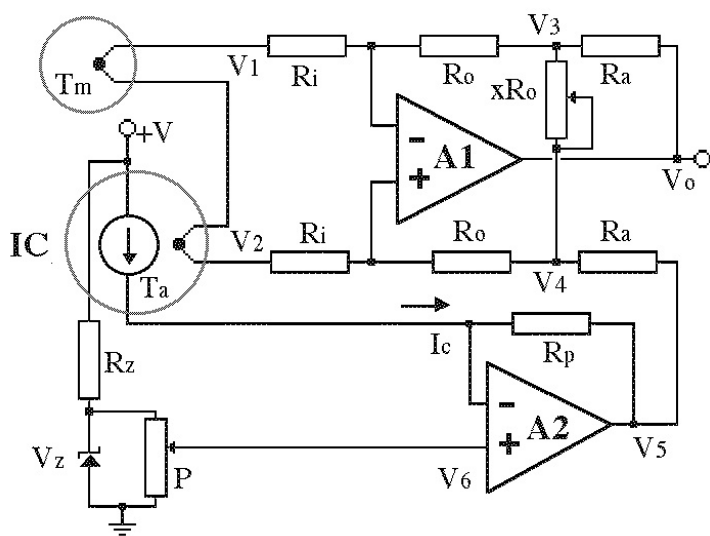 V3
V1
Ri
Ro
Ra
Tm
xRo
+V
A1
-
+
Vo
IC
V2
Ri
Ro
Ra
V4
Ta
Ic
Rp
Rz
-
A2
+
V5
Vz
P
V6